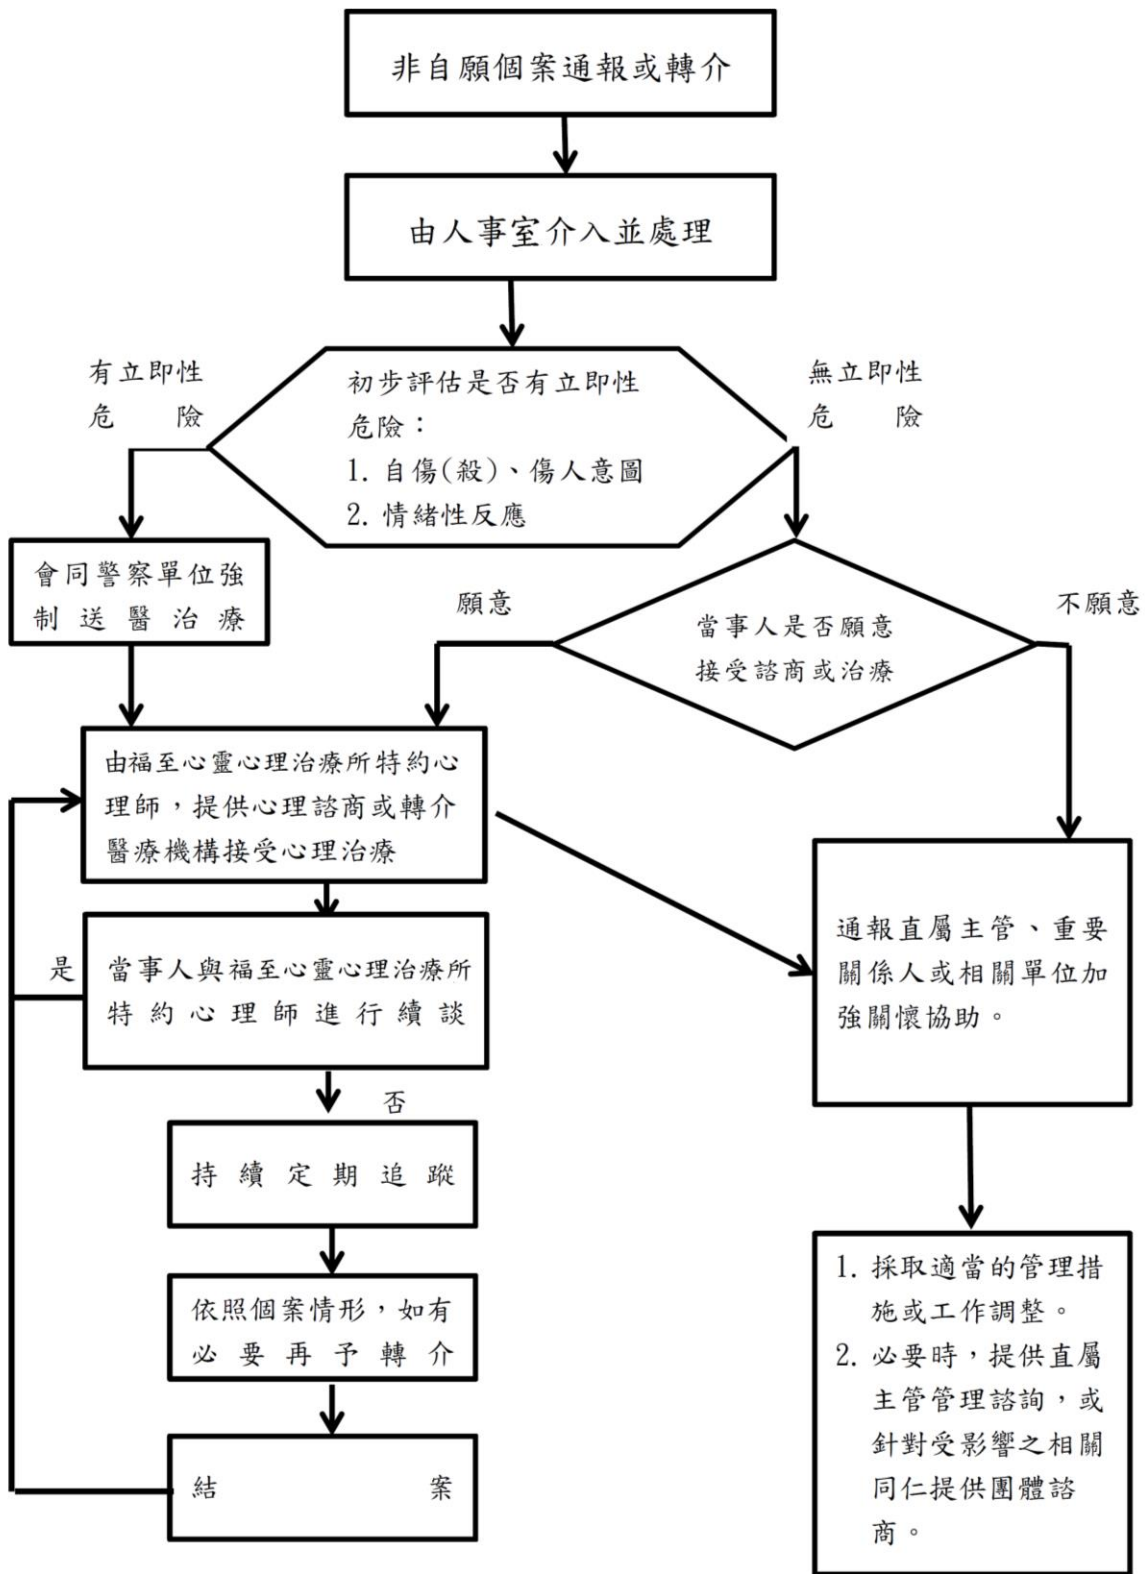 非自願個案通報或轉介
由人事室介入並處理
有立即性
危險
初步評估是否有立即性
危險：
1. 自傷(殺)、傷人意圖
2. 情緒性反應
無立即性
危險
會同警察單位強
制送醫治療
願意
當事人是否願意
接受諮商或治療
不願意
由福至心靈心理治療所特約心
理師，提供心理諮商或轉介
醫療機構接受心理治療
是
當事人與福至心靈心理治療所
特約心理師進行續談
通報直屬主管、重要
關係人或相關單位加
強關懷協助。
否
持續定期追蹤
依照個案情形，如有
必要再予轉介
結案
1. 採取適當的管理措
施或工作調整。
2. 必要時，提供直屬
主管管理諮詢，或
針對受影響之相關
同仁提供團體諮
商。